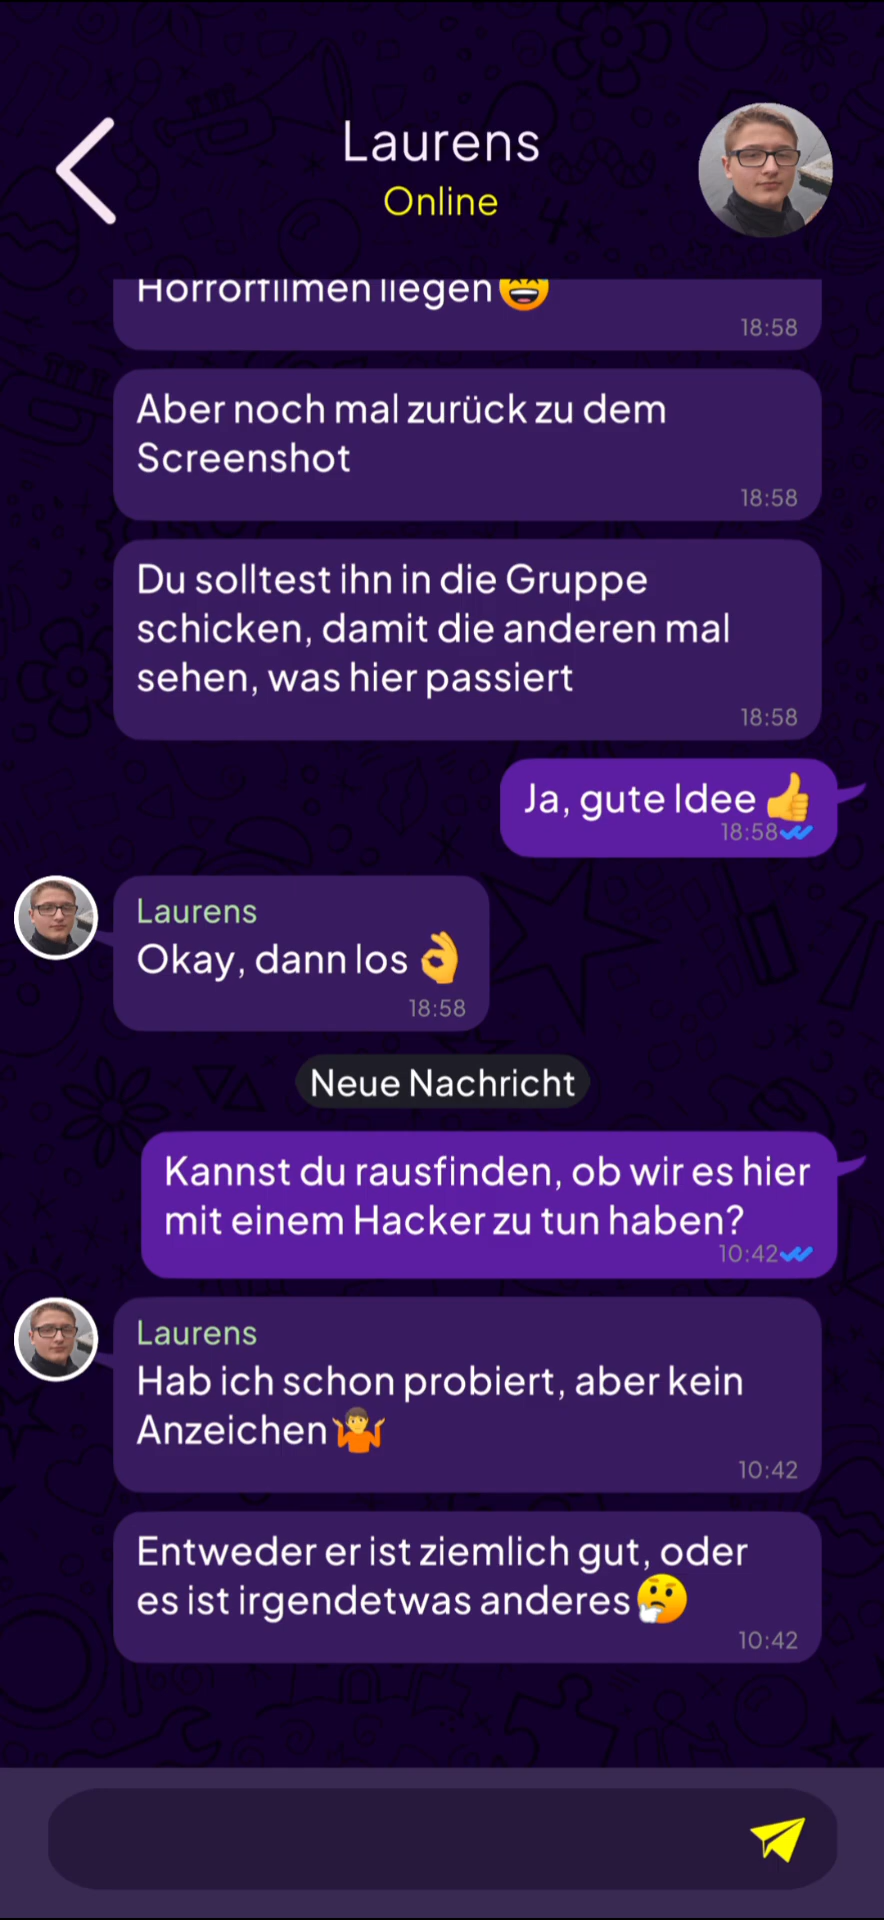 Laurens
Online
Horrorfilmen liegen😄
18:58
Aber noch mal zurück zu dem
Screenshot
18:58
Du solltest ihn in die Gruppe
schicken, damit die anderen mal
sehen, was hier passiert
18:58
Ja, gute Idee 👍
18:58
Laurens
Okay, dann los 👌
18:58
Neue Nachricht
Kannst du rausfinden, ob wir es hier
mit einem Hacker zu tun haben?
10:42
Laurens
Hab ich schon probiert, aber kein
Anzeichen🤷
10:42
Entweder er ist ziemlich gut, oder
es ist irgendetwas anderes🤔
10:42